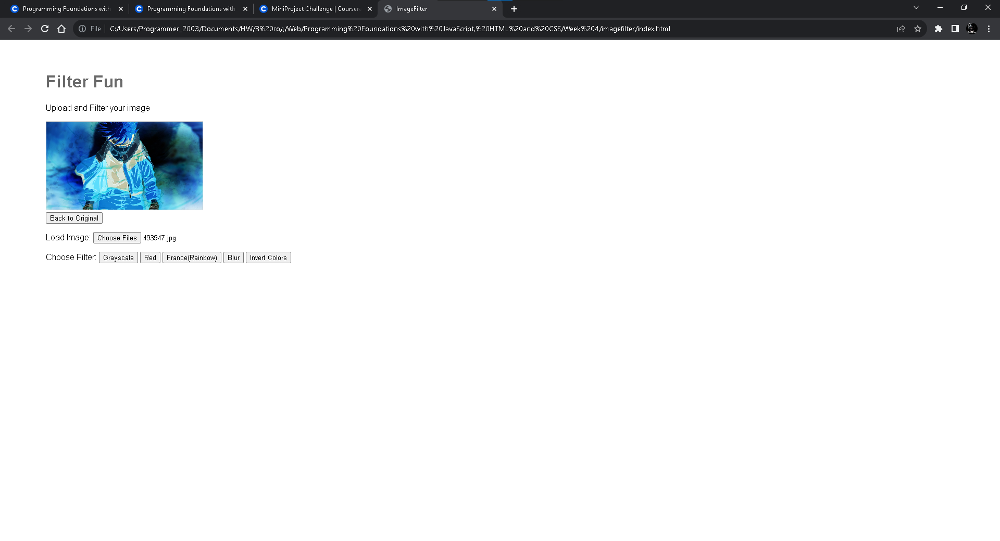 Programming Foundations with
Programming Foundations with
MiniProject Challenge | Coursera
ImageFilter
File
C:/Users/Programmer_2003/Documents/HW/3%20год/Web/Programming%20Foundations%20with%20JavaScript,%20HTML%20and%20CSS/Week%204/imagefilter/index.html
Filter Fun
Upload and Filter your image
Back to Original
Load Image: Choose Files 493947.jpg
Choose Filter: Grayscale Red France(Rainbow) Blur Invert Colors